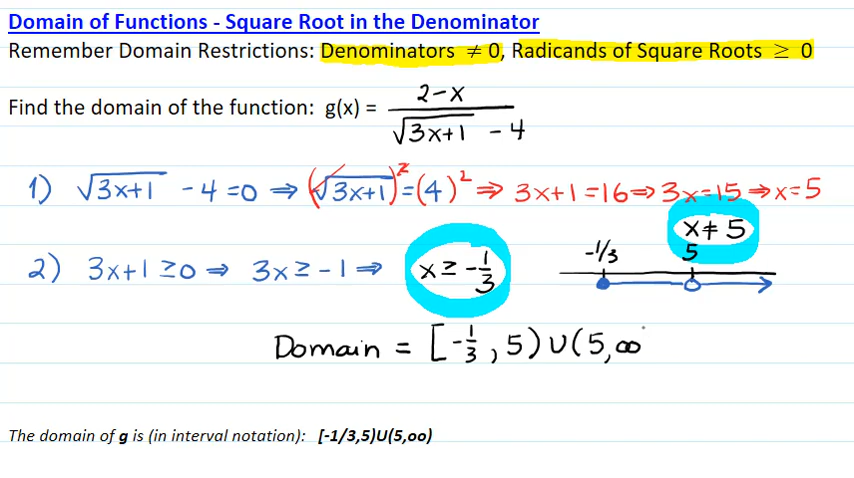 Domain of Functions - Square Root in the Denominator
Remember Domain Restrictions: Denominators ≠ 0, Radicands of Square Roots ≥ 0
Find the domain of the function: g(x) = (2-x)/(√(3x+1) - 4)
1) √(3x+1) - 4 = 0 ⇒ (√(3x+1))² = (4)² ⇒ 3x+1 = 16 ⇒ 3x = 15 ⇒ x = 5
x ≠ 5
-1/3 5
2) 3x+1 ≥ 0 ⇒ 3x ≥ -1 ⇒ x ≥ -1/3
Domain = [-1/3, 5) U (5, ∞
The domain of g is (in interval notation): [-1/3,5)U(5,oo)